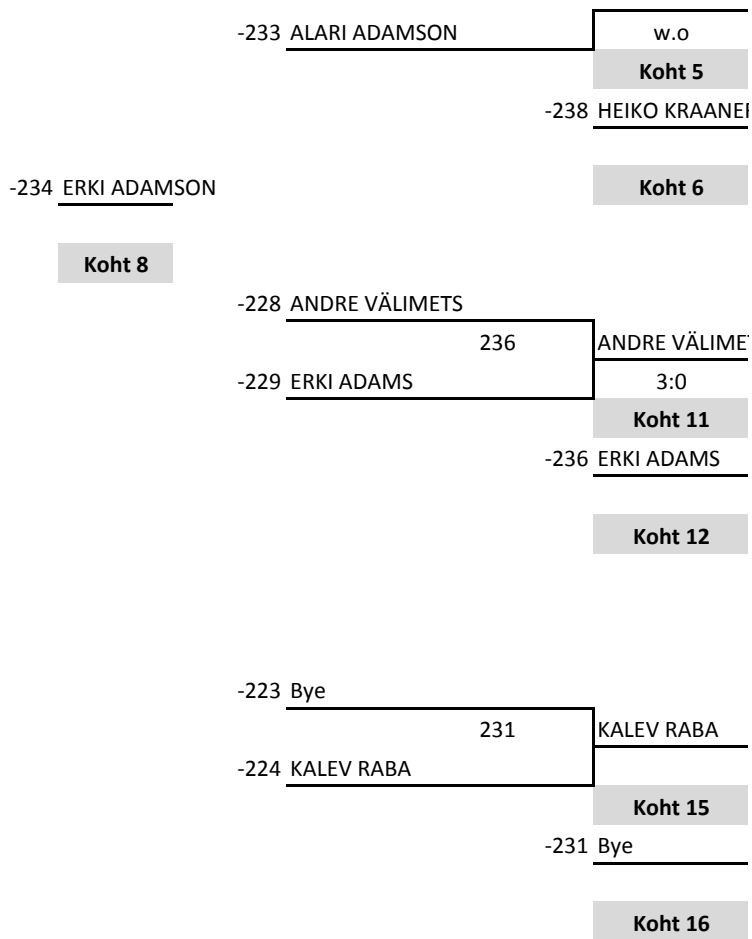 -233 ALARI ADAMSON
w.o
Koht 5
-238 HEIKO KRAANE
-234 ERKI ADAMSON
Koht 6
Koht 8
-228 ANDRE VÄLIMETS
236 ANDRE VÄLIME
-229 ERKI ADAMS
3:0
Koht 11
-236 ERKI ADAMS
Koht 12
-223 Bye
231 KALEV RABA
-224 KALEV RABA
Koht 15
-231 Bye
Koht 16